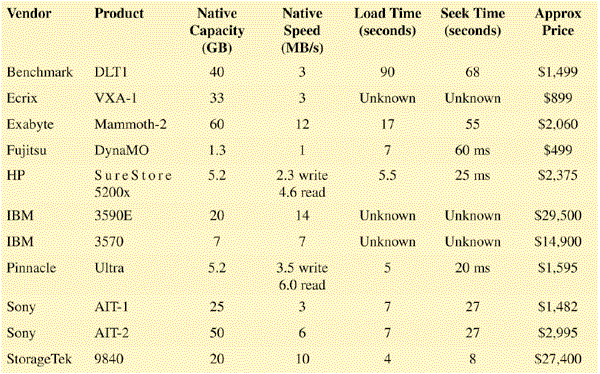 Vendor Product Native Native Load Time Seek Time Approx
Capacity Speed (seconds) (seconds) Price
(GB) (MB/s)
Benchmark DLT1 40 3 90 68 $1,499
Ecrix VXA-1 33 3 Unknown Unknown $899
Exabyte Mammoth-2 60 12 17 55 $2,060
Fujitsu DynaMO 1.3 1 7 60 ms $499
HP SureStore 5.2 2.3 write 5.5 25 ms $2,375
5200x 4.6 read
IBM 3590E 20 14 Unknown Unknown $29,500
IBM 3570 7 7 Unknown Unknown $14,900
Pinnacle Ultra 5.2 3.5 write 5 20 ms $1,595
6.0 read
Sony AIT-1 25 3 7 27 $1,482
Sony AIT-2 50 6 7 27 $2,995
StorageTek 9840 20 10 4 8 $27,400